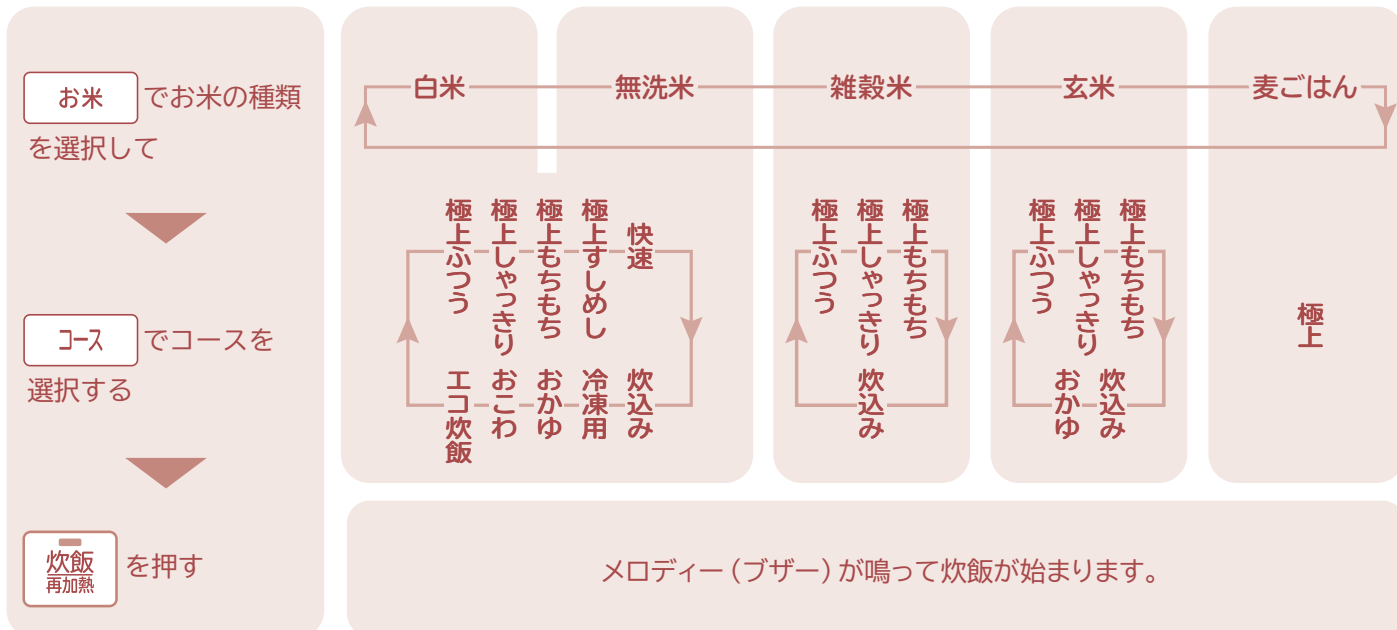 お米 でお米の種類
を選択して
コース でコースを
選択する
炊飯
再加熱
を押す
白米
無洗米
雑穀米
玄米
麦ごはん
極上ふつう
極上しゃっきり
極上もちもち
極上すしめし
快速
エコ炊飯
おこわ
おかゆ
冷凍用
炊込み
極上ふつう
極上しゃっきり
極上もちもち
炊込み
極上ふつう
極上しゃっきり
極上もちもち
おかゆ
炊込み
極上
メロディー（ブザー）が鳴って炊飯が始まります。